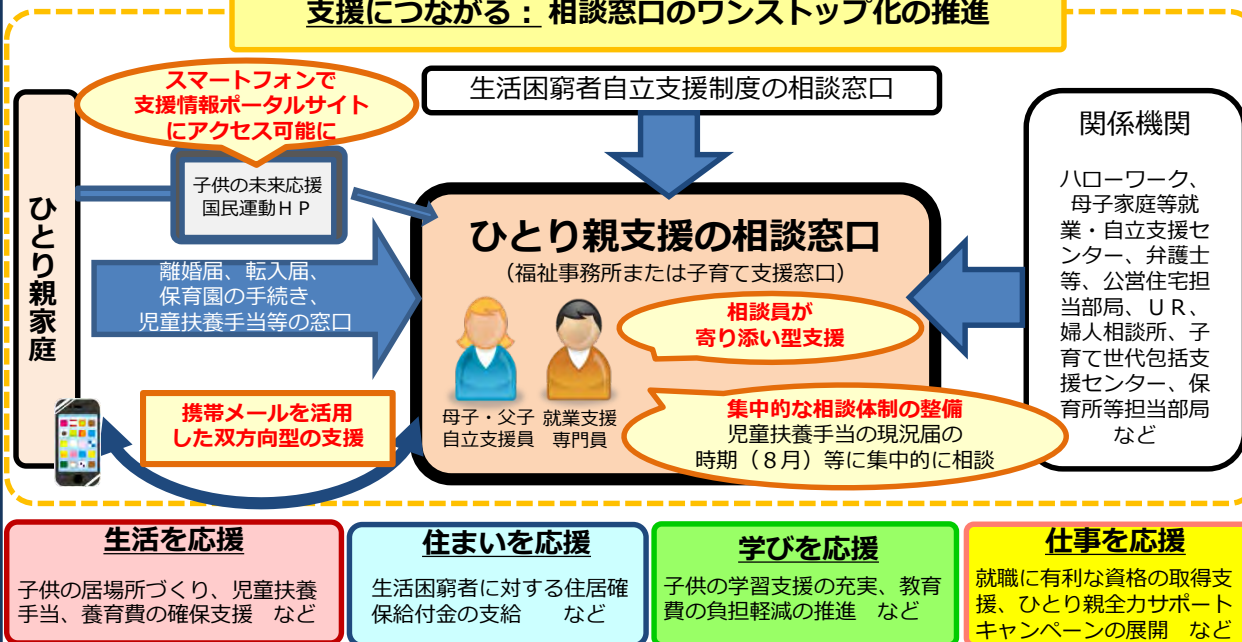 支援につながる： 相談窓口のワンストップ化の推進
スマートフォンで
支援情報ポータルサイト
にアクセス可能に
生活困窮者自立支援制度の相談窓口
ひとり親家庭
子供の未来応援
国民運動ＨＰ
離婚届、転入届、
保育園の手続き、
児童扶養手当等の窓口
携帯メールを活用
した双方向型の支援
ひとり親支援の相談窓口
（福祉事務所または子育て支援窓口）
相談員が
寄り添い型支援
母子・父子
自立支援員
就業支援
専門員
集中的な相談体制の整備
児童扶養手当の現況届の
時期（８月）等に集中的に相談
関係機関
ハローワーク、
母子家庭等就
業・自立支援セ
ンター、弁護士
等、公営住宅担
当部局、ＵＲ、
婦人相談所、子
育て世代包括支
援センター、保
育所等担当部局
など
生活を応援
子供の居場所づくり、児童扶養
手当、養育費の確保支援 など
住まいを応援
生活困窮者に対する住居確
保給付金の支給 など
学びを応援
子供の学習支援の充実、教育
費の負担軽減の推進 など
仕事を応援
就職に有利な資格の取得支
援、ひとり親全力サポート
キャンペーンの展開 など